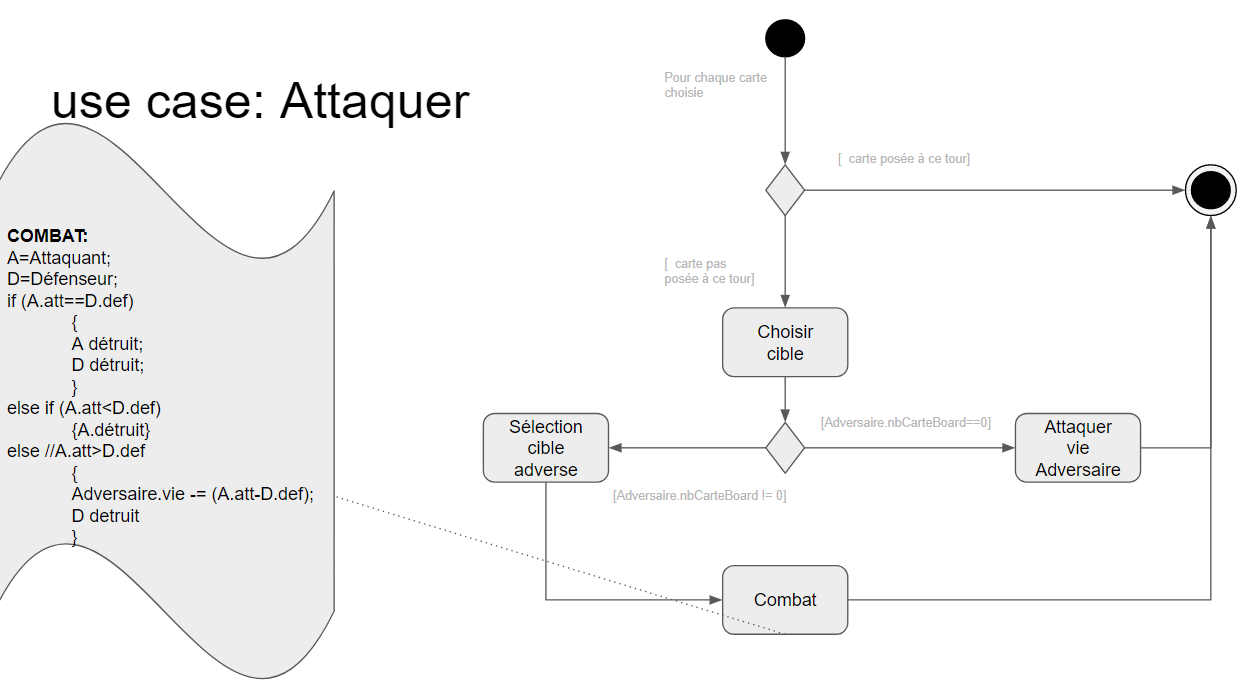 use case: Attaquer
COMBAT:
A=Attaquant;
D=Défenseur;
if (A.att==D.def)
{
A détruit;
D détruit;
}
else if (A.att<D.def)
{A.détruit}
else //A.att>D.def
{
Adversaire.vie -= (A.att-D.def);
D detruit
}
Pour chaque carte
choisie
[  carte posée à ce tour]
[  carte pas
posée à ce tour]
Choisir
cible
[Adversaire.nbCarteBoard==0]
Sélection
cible
adverse
Attaquer
vie
Adversaire
[Adversaire.nbCarteBoard != 0]
Combat